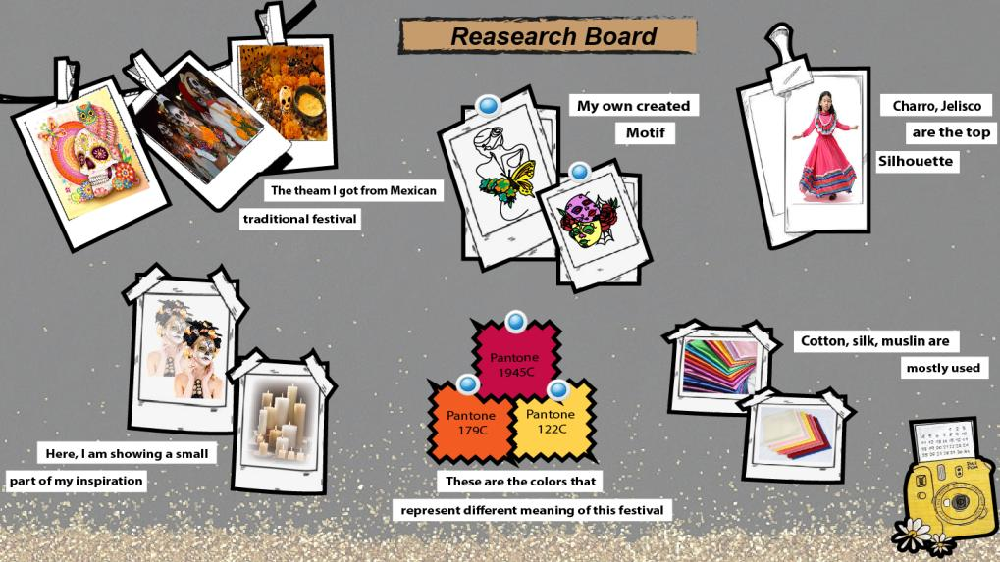 Reasearch Board
My own created
Motif
Charro, Jelisco
are the top
Silhouette
The theam I got from Mexican
traditional festival
Pantone
1945C
Pantone
179C
Pantone
122C
Cotton, silk, muslin are
mostly used
Here, I am showing a small
part of my inspiration
These are the colors that
represent different meaning of this festival